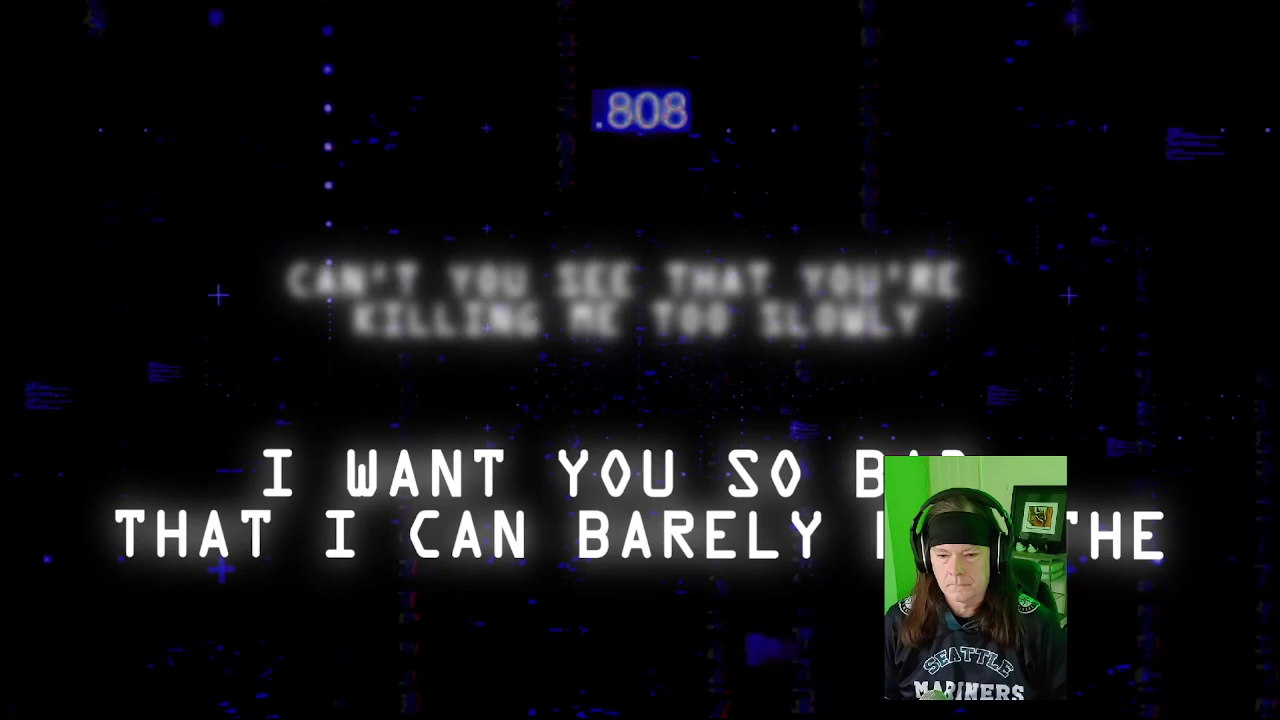 .808
CAN'T YOU SEE THAT YOU'RE
KILLING ME TOO SLOWLY
I WANT YOU SO
THAT I CAN BARELY
SEATTLE
MARINERS